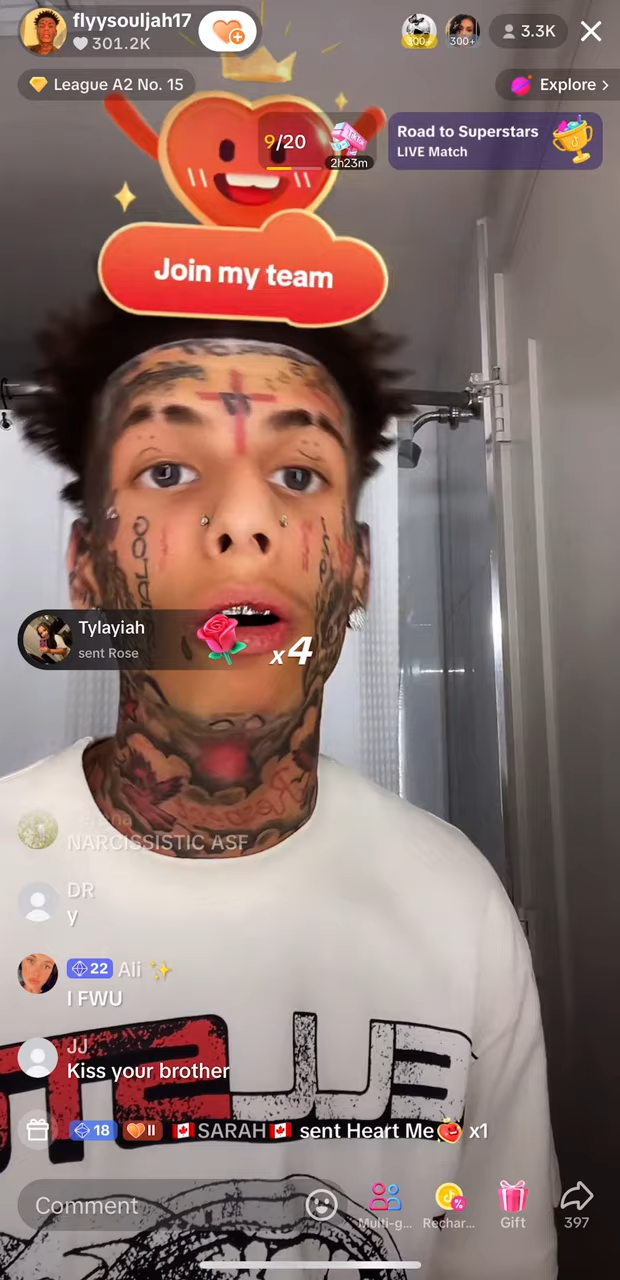 flyysouljah17
301.2K
300+
300+
3.3K
League A2 No. 15
Explore >
9/20
2h23m
Road to Superstars
LIVE Match
Join my team
Tylayiah
sent Rose
x4
NARCISSISTIC ASF
DR
y
22 Ali ✨
I FWU
JJ
Kiss your brother
18 II 🇨🇦SARAH🇨🇦 sent Heart Me x1
Comment
Multi-g...
Rechar...
Gift
397